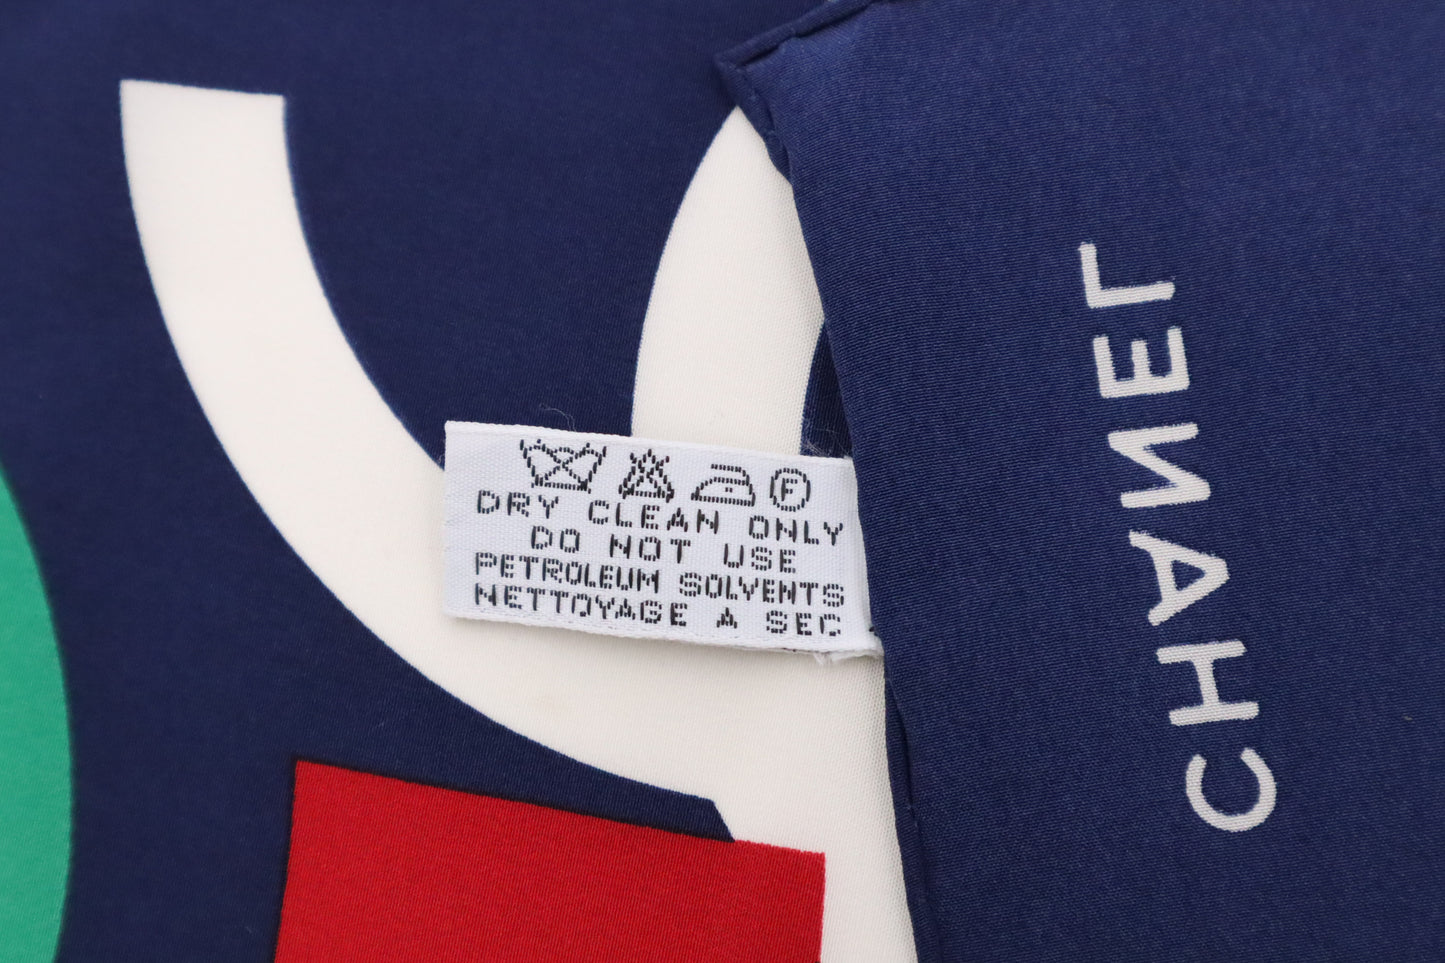 DRY CLEAN ONLY
DO NOT USE
PETROLEUM SOLVENTS
NETTOYAGE A SEC
CHANEL
F